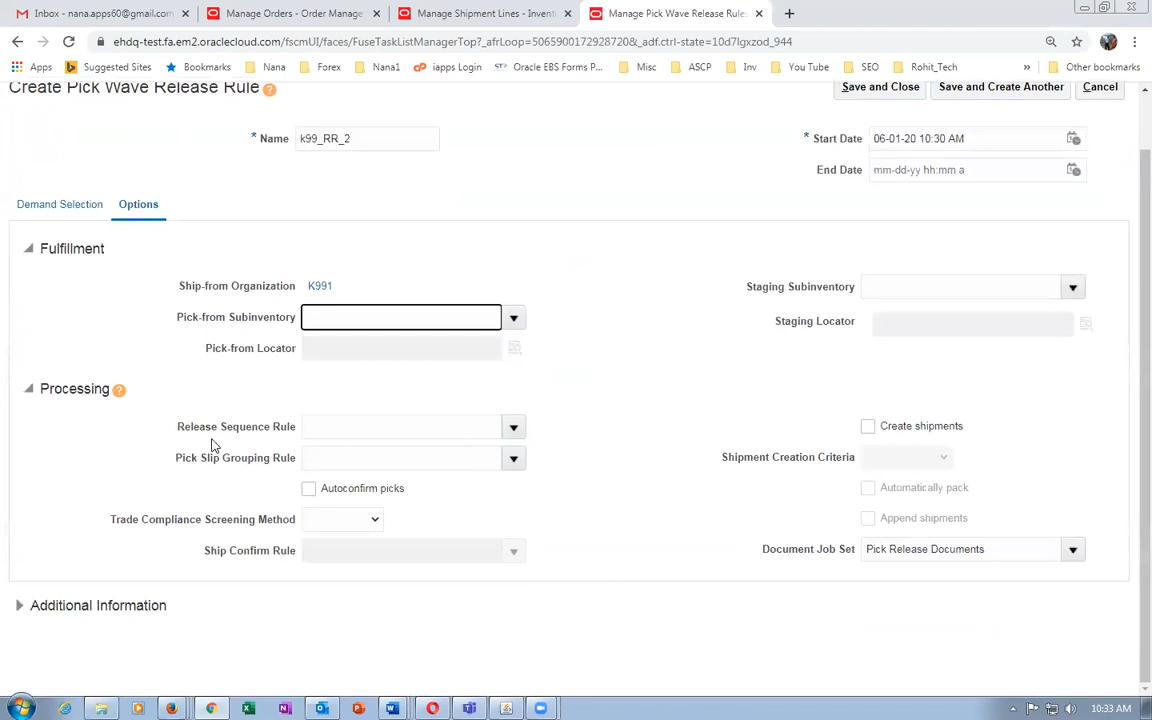 Inbox - nana.apps60@gmail.com
Manage Orders - Order Manage
Manage Shipment Lines - Invent
Manage Pick Wave Release Rules
ehdq-test.fa.em2.oraclecloud.com/fscmUI/faces/FuseTaskListManagerTop?_afrLoop=5065900172928720&_adf.ctrl-state=10d7lgxzod_944
Apps Suggested Sites Bookmarks Nana Forex Nana1 iapps Login Oracle EBS Forms P... Misc ASCP Inv You Tube SEO Rohit_Tech » Other bookmarks
Create Pick Wave Release Rule
Save and Close Save and Create Another Cancel
* Name k99_RR_2
* Start Date 06-01-20 10:30 AM
End Date mm-dd-yy hh:mm a
Demand Selection Options
Fulfillment
Ship-from Organization K991
Staging Subinventory
Pick-from Subinventory
Staging Locator
Pick-from Locator
Processing
Release Sequence Rule
Create shipments
Pick Slip Grouping Rule
Shipment Creation Criteria
Autoconfirm picks
Automatically pack
Trade Compliance Screening Method
Append shipments
Ship Confirm Rule
Document Job Set Pick Release Documents
Additional Information
10:33 AM